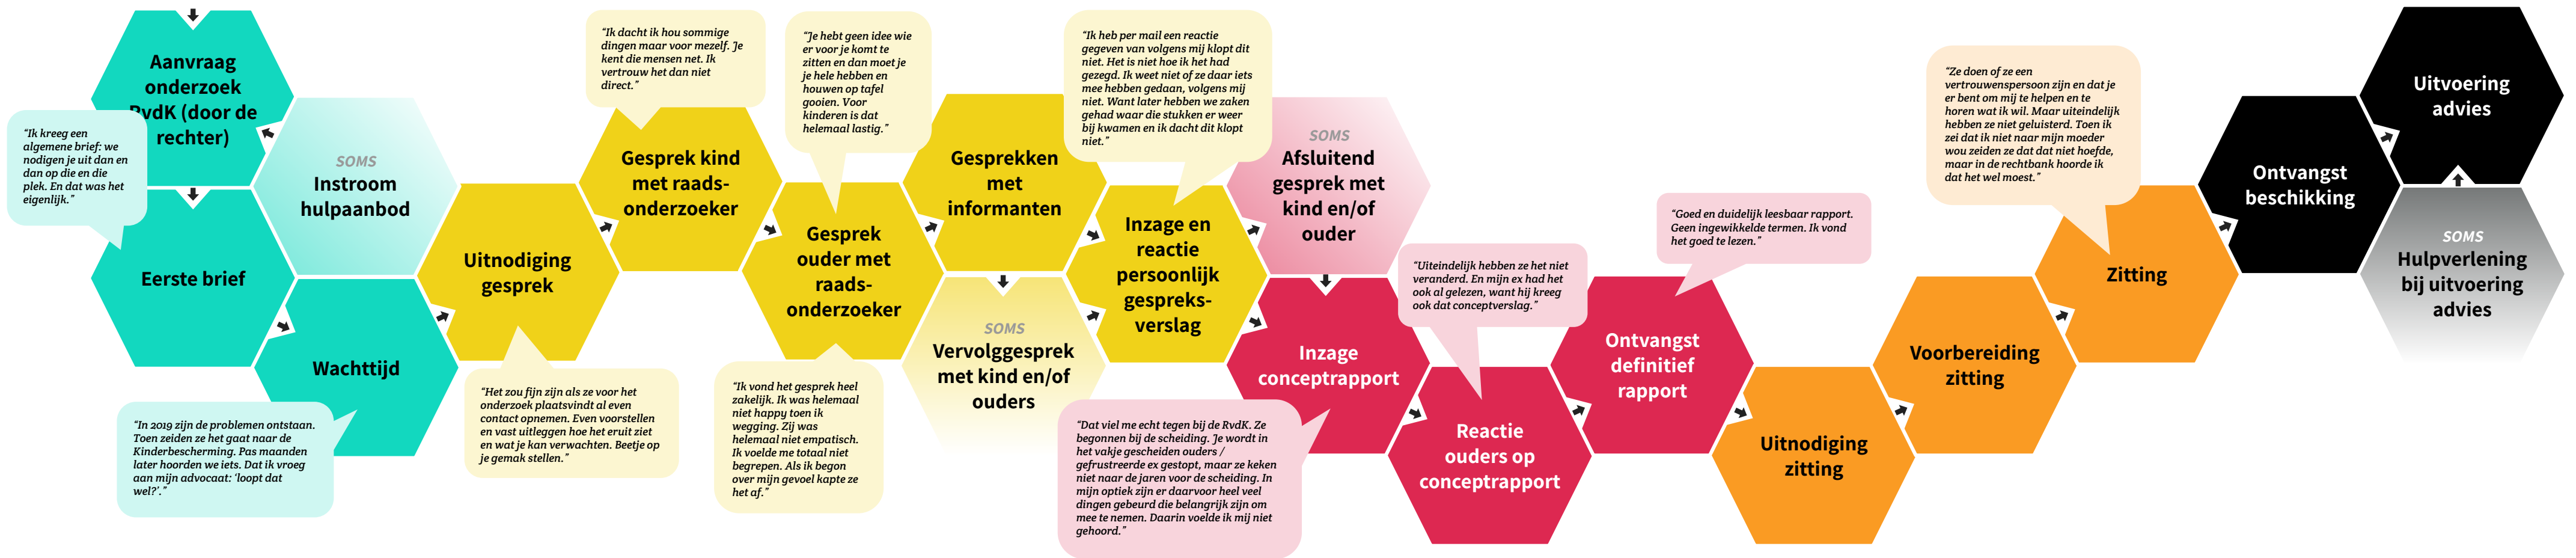 Aanvraag
onderzoek
RvdK (door de
rechter)
“Ik kreeg een
algemene brief: we
nodigen je uit dan en
dan op die en die
plek. En dat was het
eigenlijk.”
SOMS
Instroom
hulpaanbod
Eerste brief
Wachttijd
“In 2019 zijn de problemen ontstaan.
Toen zeiden ze het gaat naar de
Kinderbescherming. Pas maanden
later hoorden we iets. Dat ik vroeg
aan mijn advocaat: ‘loopt dat
wel?’.”
Uitnodiging
gesprek
“Het zou fijn zijn als ze voor het
onderzoek plaatsvindt al even
contact opnemen. Even voorstellen
en vast uitleggen hoe het eruit ziet
en wat je kan verwachten. Beetje op
je gemak stellen.”
“Ik dacht ik hou sommige
dingen maar voor mezelf. Je
kent die mensen net. Ik
vertrouw het dan niet
direct.”
Gesprek kind
met raads-
onderzoeker
“Je hebt geen idee wie
er voor je komt te
zitten en dan moet je
je hele hebben en
houwen op tafel
gooien. Voor
kinderen is dat
helemaal lastig.”
Gesprek
ouder met
raads-
onderzoeker
“Ik vond het gesprek heel
zakelijk. Ik was helemaal
niet happy toen ik
wegging. Zij was
helemaal niet empatisch.
Ik voelde me totaal niet
begrepen. Als ik begon
over mijn gevoel kapte ze
het af.”
Gesprekken
met
informanten
SOMS
Vervolggesprek
met kind en/of
ouders
“Ik heb per mail een reactie
gegeven van volgens mij klopt dit
niet. Het is niet hoe ik het had
gezegd. Ik weet niet of ze daar iets
mee hebben gedaan, volgens mij
niet. Want later hebben we zaken
gehad waar die stukken er weer
bij kwamen en ik dacht dit klopt
niet.”
Inzage en
reactie
persoonlijk
gespreks-
verslag
SOMS
Afsluitend
gesprek met
kind en/of
ouder
Inzage
conceptrapport
“Dat viel me echt tegen bij de RvdK. Ze
begonnen bij de scheiding. Je wordt in
het vakje gescheiden ouders /
gefrustreerde ex gestopt, maar ze keken
niet naar de jaren voor de scheiding. In
mijn optiek zijn er daarvoor heel veel
dingen gebeurd die belangrijk zijn om
mee te nemen. Daarin voelde ik mij niet
gehoord.”
“Uiteindelijk hebben ze het niet
veranderd. En mijn ex had het
ook al gelezen, want hij kreeg
ook dat conceptverslag.”
Reactie
ouders op
conceptrapport
“Goed en duidelijk leesbaar rapport.
Geen ingewikkelde termen. Ik vond
het goed te lezen.”
Ontvangst
definitief
rapport
Uitnodiging
zitting
Voorbereiding
zitting
“Ze doen of ze een
vertrouwenspersoon zijn en dat je
er bent om mij te helpen en te
horen wat ik wil. Maar uiteindelijk
hebben ze niet geluisterd. Toen ik
zei dat ik niet naar mijn moeder
wou zeiden ze dat dat niet hoefde,
maar in de rechtbank hoorde ik
dat het wel moest.”
Zitting
Ontvangst
beschikking
Uitvoering
advies
SOMS
Hulpverlening
bij uitvoering
advies